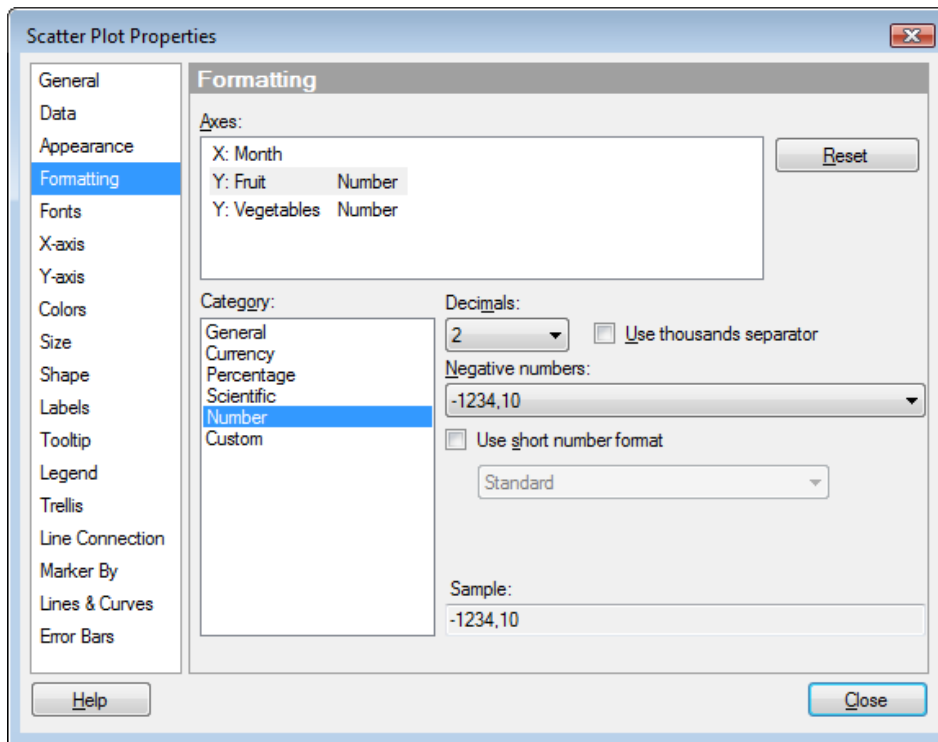 Scatter Plot Properties
General
Data
Appearance
Formatting
Fonts
X-axis
Y-axis
Colors
Size
Shape
Labels
Tooltip
Legend
Trellis
Line Connection
Marker By
Lines & Curves
Error Bars
Formatting
Axes:
X: Month
Y: Fruit Number
Y: Vegetables Number
Reset
Category:
General
Currency
Percentage
Scientific
Number
Custom
Decimals:
2
Use thousands separator
Negative numbers:
-1234,10
Use short number format
Standard
Sample:
-1234,10
Help
Close